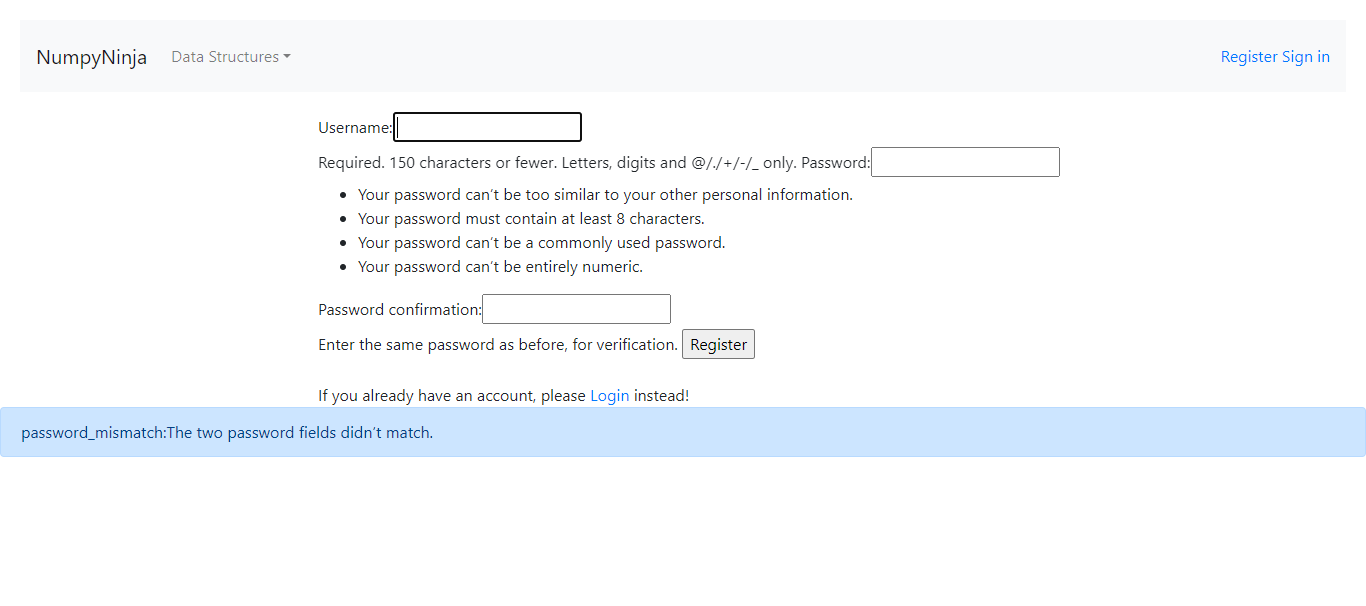 NumpyNinja Data Structures Register Sign in
Username:
Required. 150 characters or fewer. Letters, digits and @/./+/-/_ only. Password:
Your password can’t be too similar to your other personal information.
Your password must contain at least 8 characters.
Your password can’t be a commonly used password.
Your password can’t be entirely numeric.
Password confirmation:
Enter the same password as before, for verification. Register
If you already have an account, please Login instead!
password_mismatch:The two password fields didn’t match.